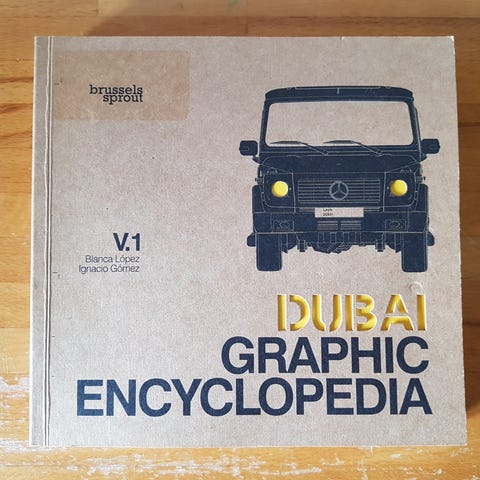 brussels
sprout
V.1
Blanca López
Ignacio Gómez
DUBAI
GRAPHIC
ENCYCLOPEDIA